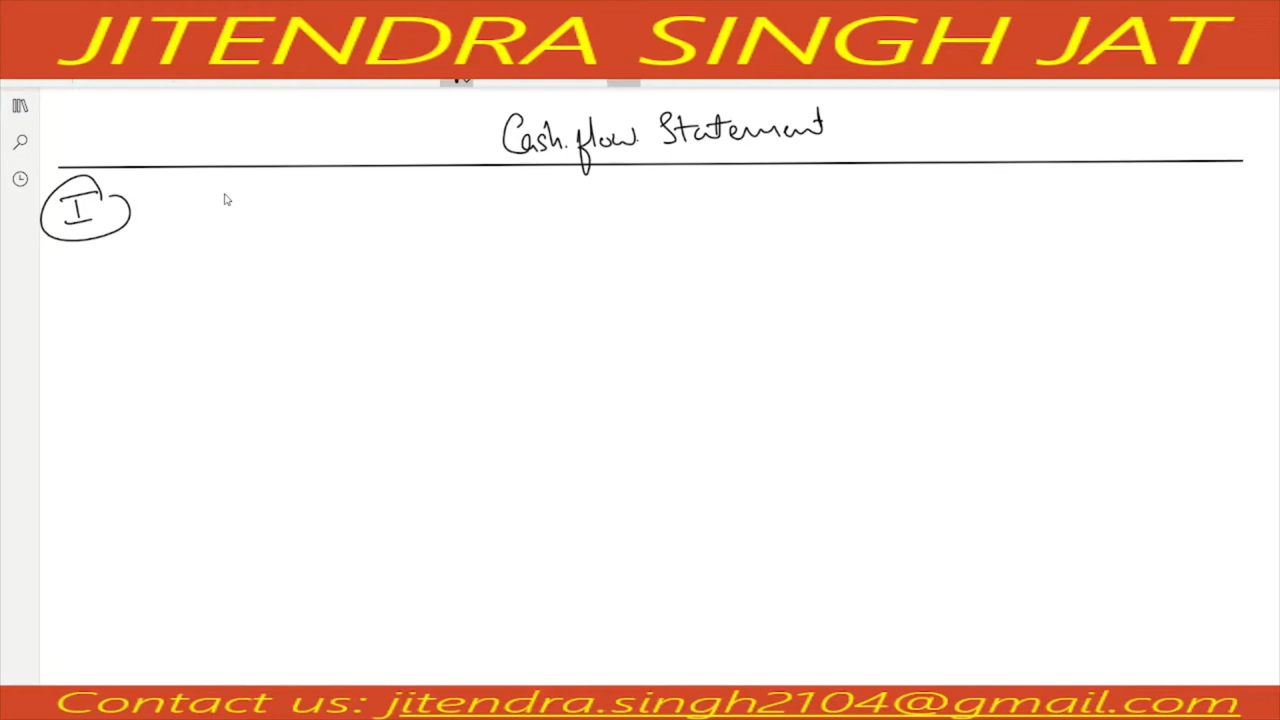 JITENDRA SINGH JAT
Cash flow Statement
I
Contact us: jitendra.singh2104@gmail.com